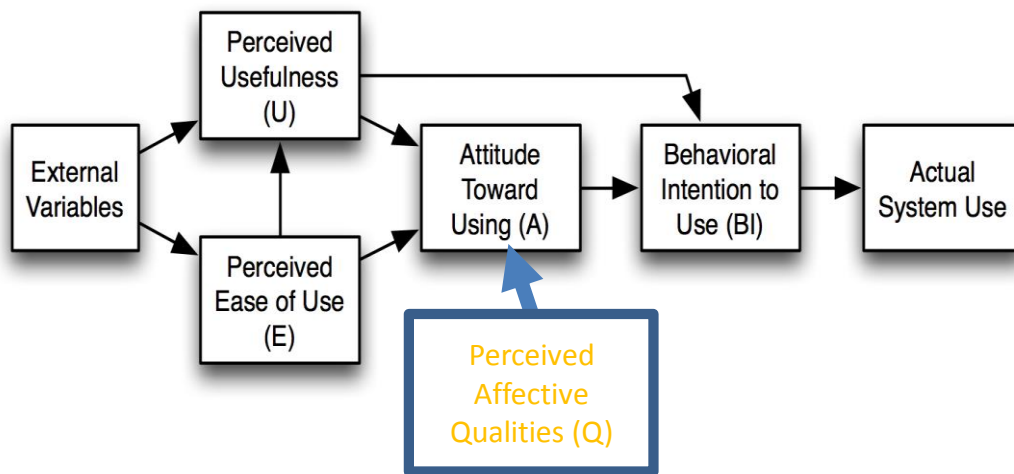 Perceived
Usefulness
(U)
External
Variables
Perceived
Ease of Use
(E)
Attitude
Toward
Using (A)
Behavioral
Intention to
Use (BI)
Actual
System Use
Perceived
Affective
Qualities (Q)